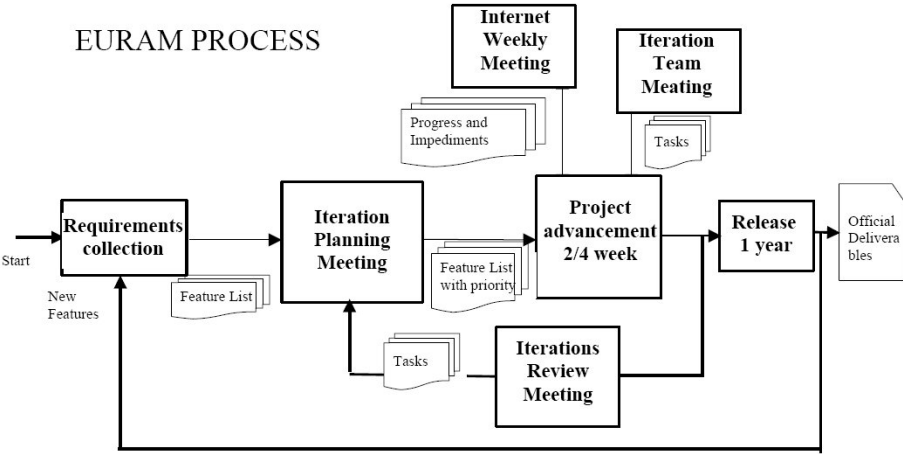 EURAM PROCESS
Internet
Weekly
Meeting
Iteration
Team
Meating
Progress and
Impediments
Tasks
Requirements
collection
Iteration
Planning
Meeting
Project
advancement
2/4 week
Release
1 year
Official
Delivera
bles
Start
New
Features
Feature List
Feature List
with priority
Tasks
Iterations
Review
Meeting